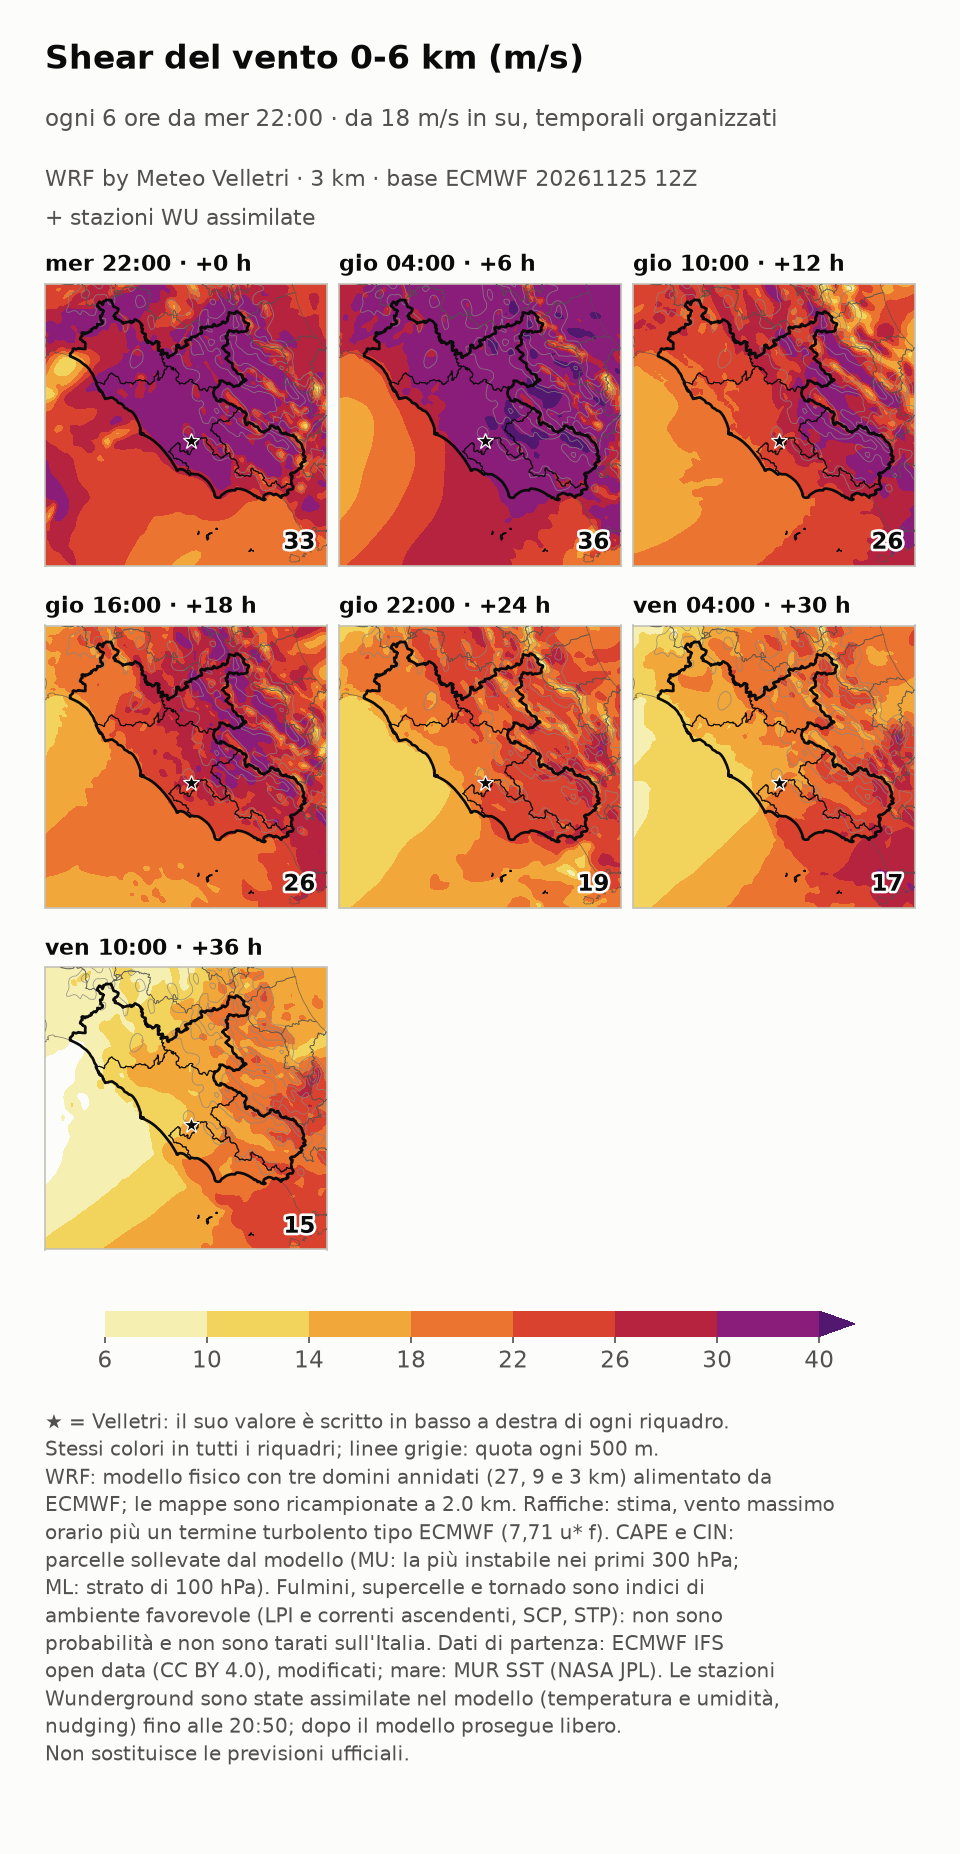 Shear del vento 0-6 km (m/s)
ogni 6 ore da mer 22:00 · da 18 m/s in su, temporali organizzati
WRF by Meteo Velletri · 3 km · base ECMWF 20261125 12Z
+ stazioni WU assimilate
mer 22:00 · +0 h
gio 04:00 · +6 h
gio 10:00 · +12 h
33
36
26
gio 16:00 · +18 h
gio 22:00 · +24 h
ven 04:00 · +30 h
26
19
17
ven 10:00 · +36 h
15
6 10 14 18 22 26 30 40
★ = Velletri: il suo valore è scritto in basso a destra di ogni riquadro.
Stessi colori in tutti i riquadri; linee grigie: quota ogni 500 m.
WRF: modello fisico con tre domini annidati (27, 9 e 3 km) alimentato da
ECMWF; le mappe sono ricampionate a 2.0 km. Raffiche: stima, vento massimo
orario più un termine turbolento tipo ECMWF (7,71 u* f). CAPE e CIN:
parcelle sollevate dal modello (MU: la più instabile nei primi 300 hPa;
ML: strato di 100 hPa). Fulmini, supercelle e tornado sono indici di
ambiente favorevole (LPI e correnti ascendenti, SCP, STP): non sono
probabilità e non sono tarati sull'Italia. Dati di partenza: ECMWF IFS
open data (CC BY 4.0), modificati; mare: MUR SST (NASA JPL). Le stazioni
Wunderground sono state assimilate nel modello (temperatura e umidità,
nudging) fino alle 20:50; dopo il modello prosegue libero.
Non sostituisce le previsioni ufficiali.